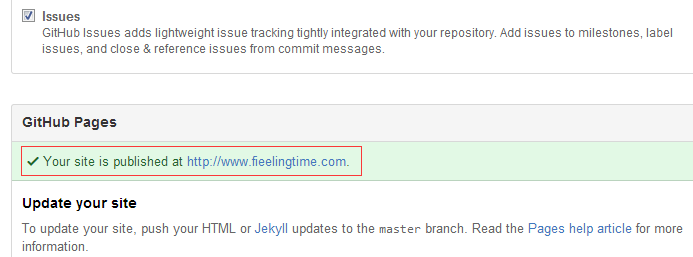 Issues
GitHub Issues adds lightweight issue tracking tightly integrated with your repository. Add issues to milestones, label
issues, and close & reference issues from commit messages.
GitHub Pages
Your site is published at http://www.fieelingtime.com.
Update your site
To update your site, push your HTML or Jekyll updates to the master branch. Read the Pages help article for more
information.